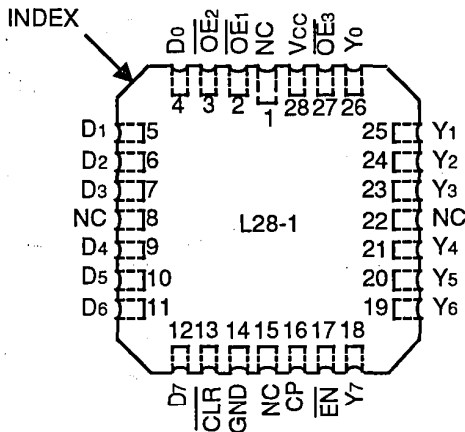 INDEX
D0 OE2 OE1 NC VCC OE3 Y0
4 3 2 1 28 27 26
D1 5 25 Y1
D2 6 24 Y2
D3 7 23 Y3
NC 8 L28-1 22 NC
D4 9 21 Y4
D5 10 20 Y5
D6 11 19 Y6
12 13 14 15 16 17 18
D7 CLR GND NC CP EN Y7